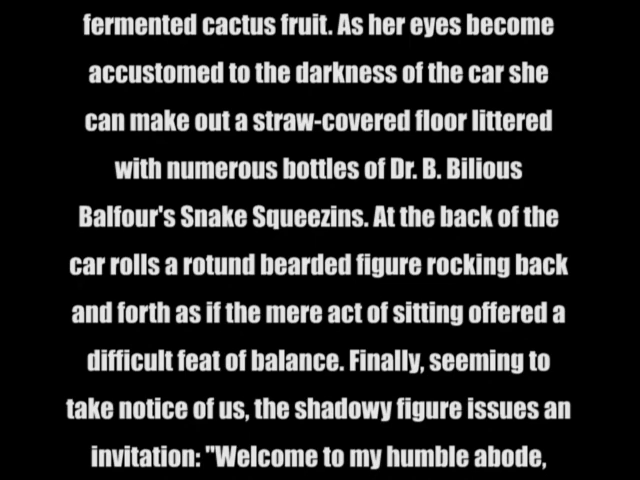 fermented cactus fruit. As her eyes become
accustomed to the darkness of the car she
can make out a straw-covered floor littered
with numerous bottles of Dr. B. Bilious
Balfour's Snake Squeezins. At the back of the
car rolls a rotund bearded figure rocking back
and forth as if the mere act of sitting offered a
difficult feat of balance. Finally, seeming to
take notice of us, the shadowy figure issues an
invitation: "Welcome to my humble abode,